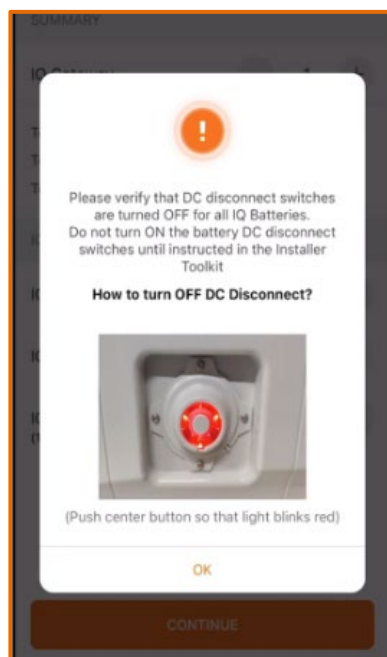 SUMMARY
!
Please verify that DC disconnect switches
are turned OFF for all IQ Batteries.
Do not turn ON the battery DC disconnect
switches until instructed in the Installer
Toolkit
How to turn OFF DC Disconnect?
(Push center button so that light blinks red)
OK
CONTINUE